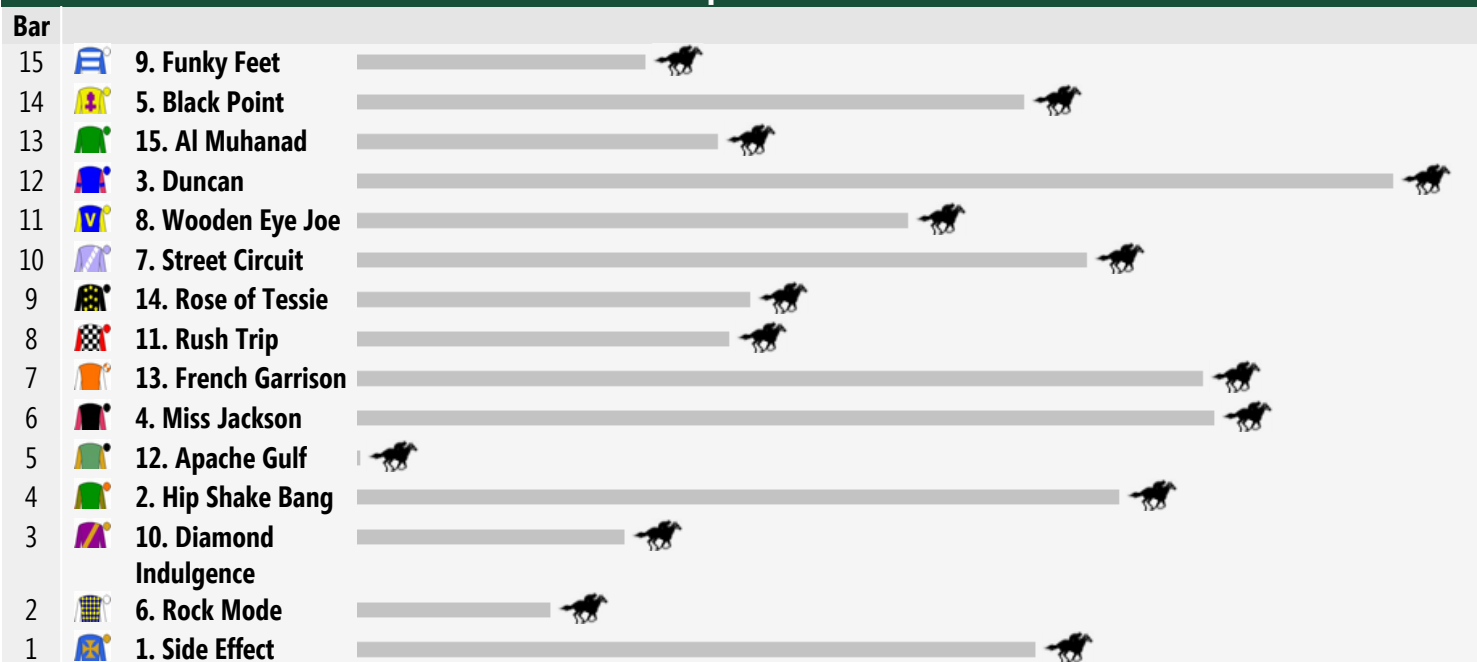 Bar
15 9. Funky Feet
14 5. Black Point
13 15. Al Muhanad
12 3. Duncan
11 V 8. Wooden Eye Joe
10 7. Street Circuit
9 14. Rose of Tessie
8 11. Rush Trip
7 13. French Garrison
6 4. Miss Jackson
5 12. Apache Gulf
4 2. Hip Shake Bang
3 10. Diamond
Indulgence
2 6. Rock Mode
1 1. Side Effect